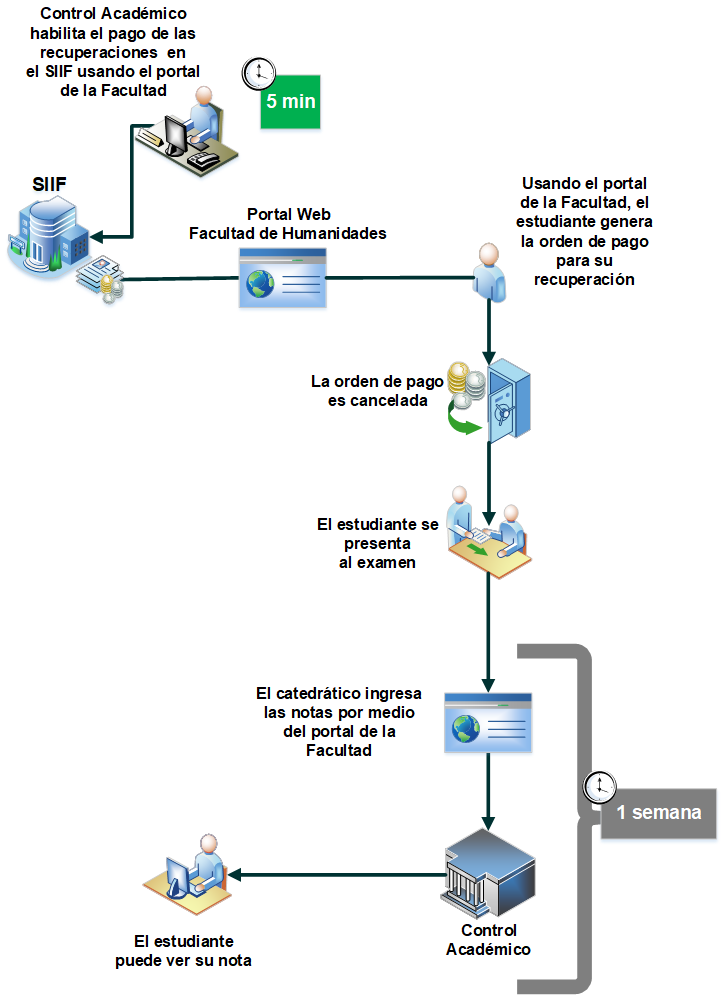 Control Académico
habilita el pago de las
recuperaciones en
el SIIF usando el portal
de la Facultad
5 min
SIIF
Portal Web
Facultad de Humanidades
Usando el portal
de la Facultad, el
estudiante genera
la orden de pago
para su
recuperación
La orden de pago
es cancelada
El estudiante se
presenta
al examen
El catedrático ingresa
las notas por medio
del portal de la
Facultad
1 semana
Control
Académico
El estudiante
puede ver su nota